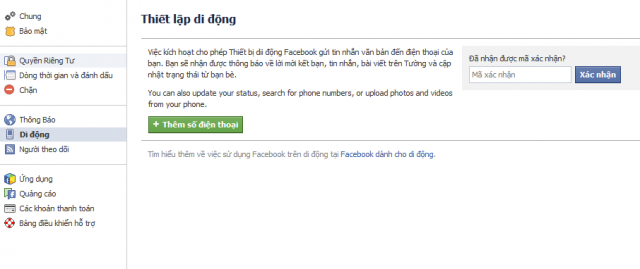 Chung
Bảo mật
Quyền Riêng Tư
Dòng thời gian và đánh dấu
Chặn
Thông Báo
Di động
Người theo dõi
Ứng dụng
Quảng cáo
Các khoản thanh toán
Bảng điều khiển hỗ trợ
Thiết lập di động
Việc kích hoạt cho phép Thiết bị di động Facebook gửi tin nhắn văn bản đến điện thoại của
bạn. Bạn sẽ nhận được thông báo về lời mời kết bạn, tin nhắn, bài viết trên Tường và cập
nhật trạng thái từ bạn bè.
You can also update your status, search for phone numbers, or upload photos and videos
from your phone.
+ Thêm số điện thoại
Tìm hiểu thêm về việc sử dụng Facebook trên di động tại Facebook dành cho di động.
Đã nhận được mã xác nhận?
Mã xác nhận
Xác nhận